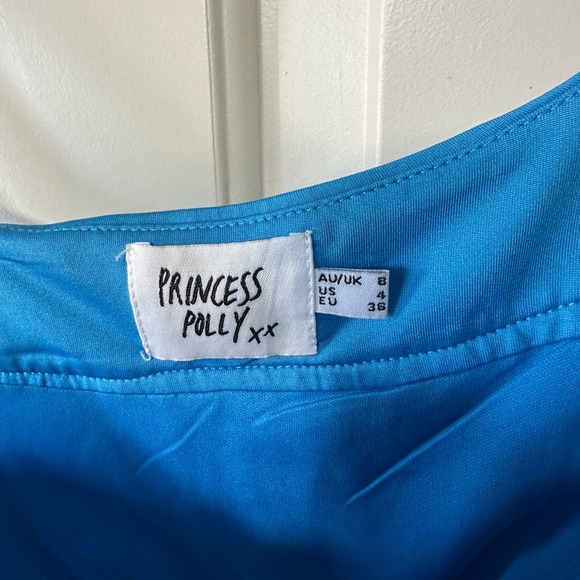 PRINCESS
POLLY xx
AU/UK 8
US 4
EU 36